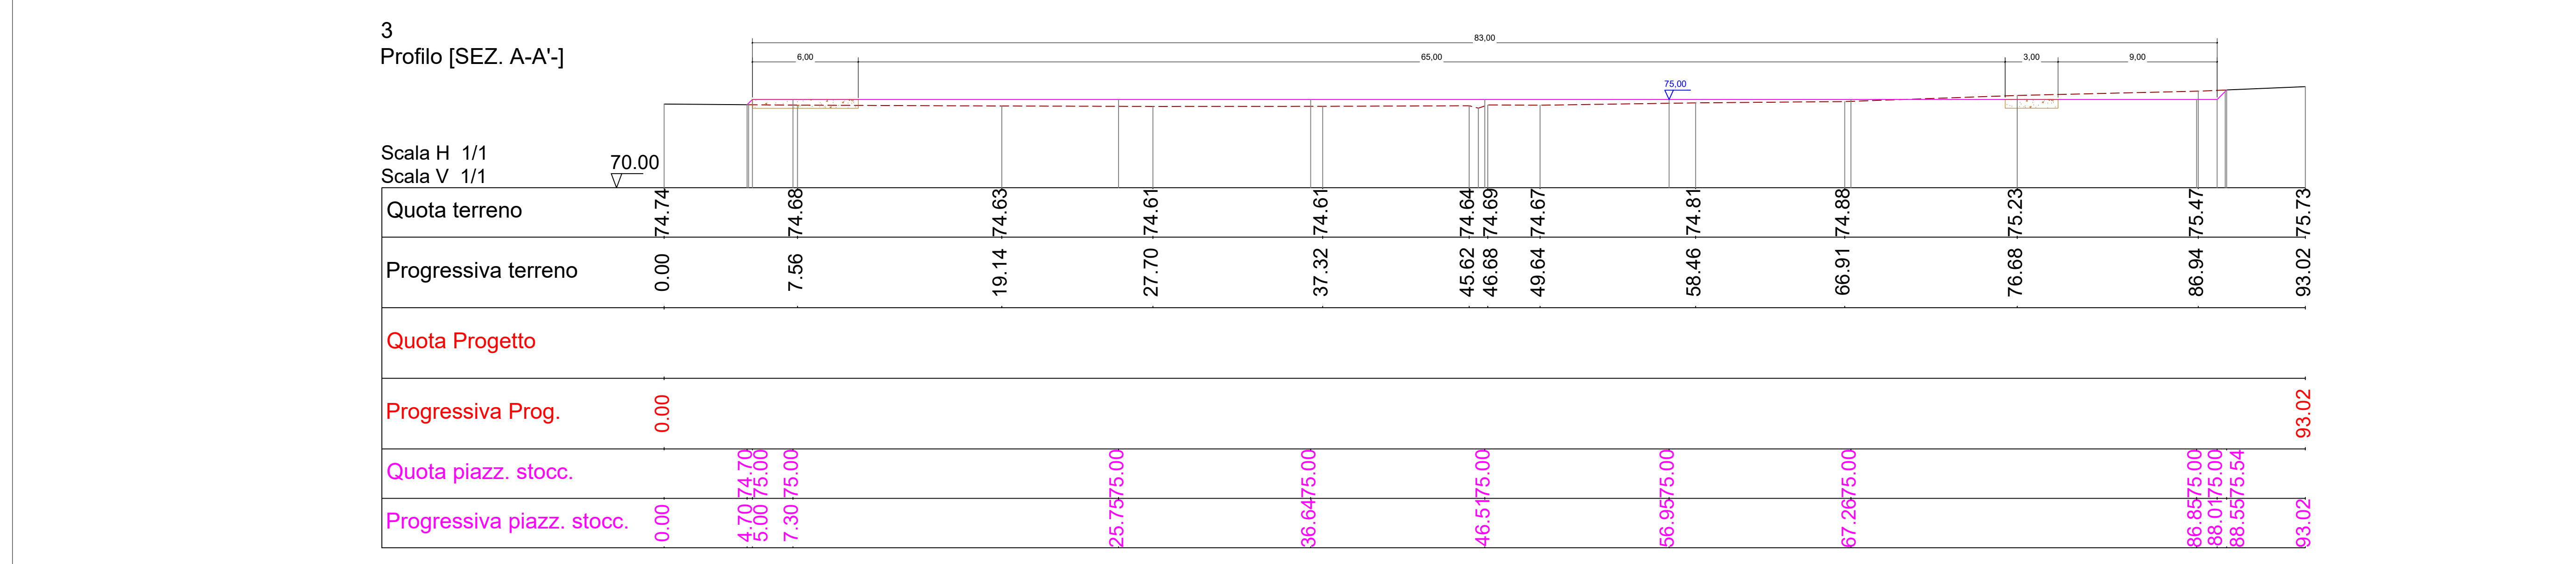 3
Profilo [SEZ. A-A'-]
83,00
6,00 65,00 3,00 9,00
75,00
Scala H 1/1
Scala V 1/1
70.00
Quota terreno 74.74 74.68 74.63 74.61 74.61 74.64 74.69 74.67 74.81 74.88 75.23 75.47 75.73
Progressiva terreno 0.00 7.56 19.14 27.70 37.32 45.62 46.68 49.64 58.46 66.91 76.68 86.94 93.02
Quota Progetto
Progressiva Prog. 0.00 93.02
Quota piazz. stocc. 74.70 75.00 75.00 75.00 75.00 75.00 75.00 75.00 75.00 75.00 75.54
Progressiva piazz. stocc. 0.00 4.70 5.00 7.30 25.75 36.64 46.51 56.95 67.26 86.85 88.01 88.55 93.02